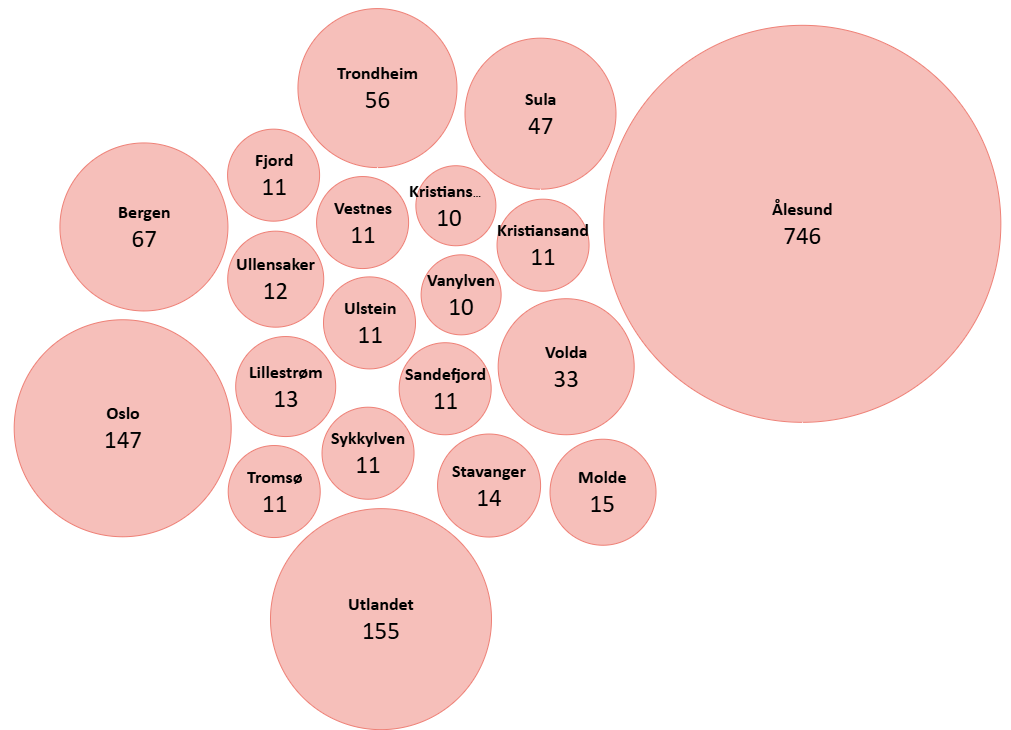 Trondheim
56
Sula
47
Ålesund
746
Fjord
11
Bergen
67
Vestnes
11
Kristians...
10
Kristiansand
11
Ullensaker
12
Vanylven
10
Ulstein
11
Volda
33
Lillestrøm
13
Sandefjord
11
Oslo
147
Sykkylven
11
Tromsø
11
Stavanger
14
Molde
15
Utlandet
155